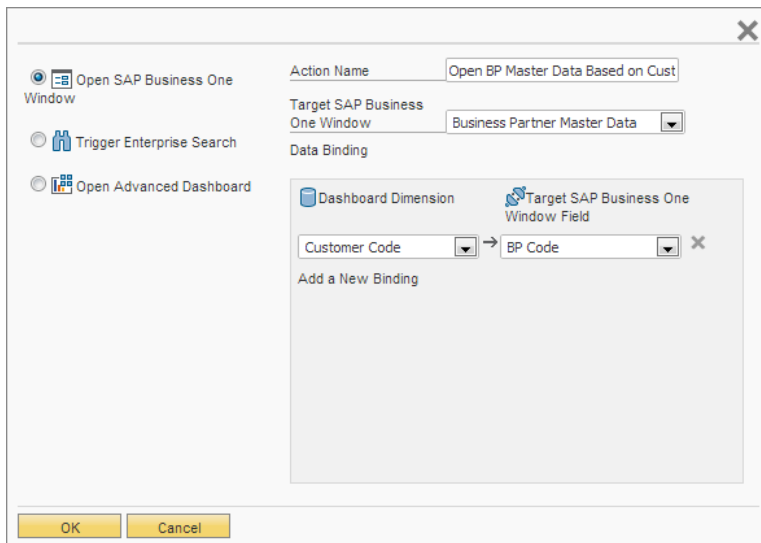 Open SAP Business One
Window
Trigger Enterprise Search
Open Advanced Dashboard
Action Name
Open BP Master Data Based on Cust
Target SAP Business
One Window
Business Partner Master Data
Data Binding
Dashboard Dimension
Target SAP Business One
Window Field
Customer Code
BP Code
Add a New Binding
OK
Cancel